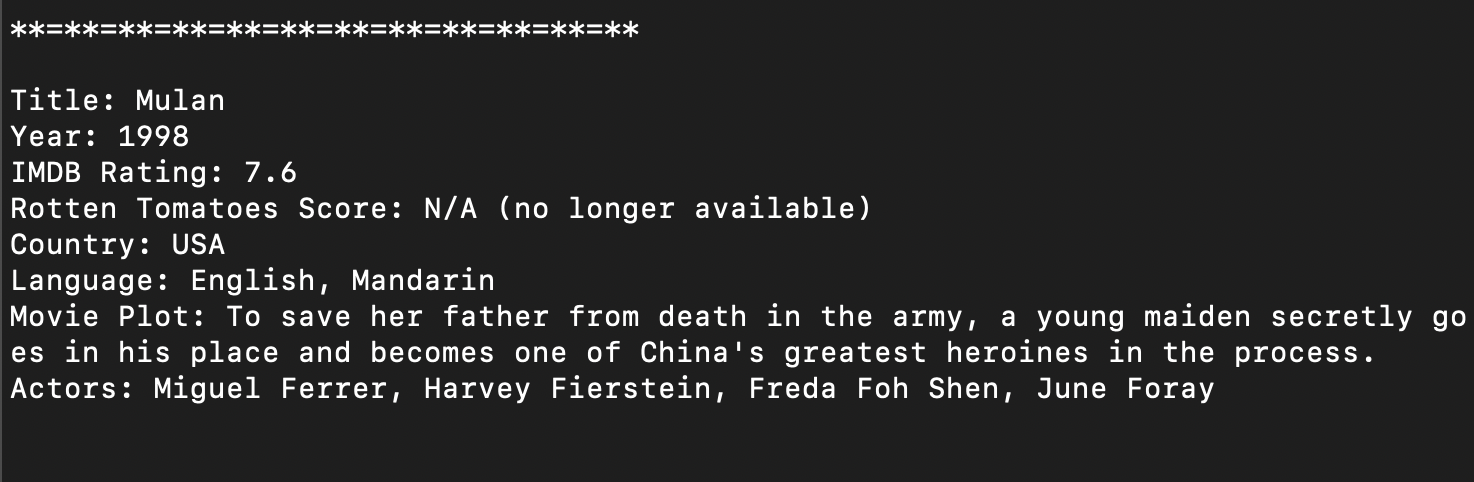 **=**=**=**=**=**=**=**=**=**=**=**
Title: Mulan
Year: 1998
IMDB Rating: 7.6
Rotten Tomatoes Score: N/A (no longer available)
Country: USA
Language: English, Mandarin
Movie Plot: To save her father from death in the army, a young maiden secretly go
es in his place and becomes one of China's greatest heroines in the process.
Actors: Miguel Ferrer, Harvey Fierstein, Freda Foh Shen, June Foray